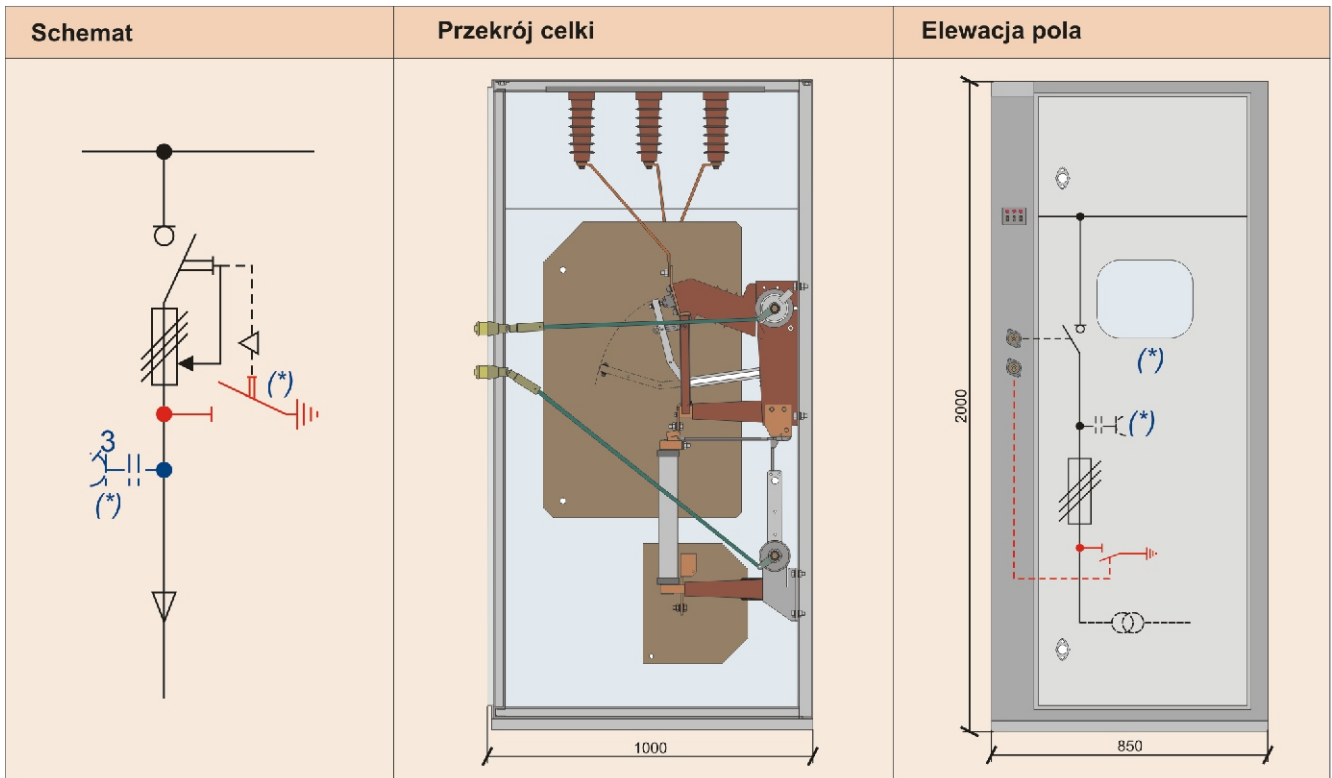 Schemat
Przekrój celki
Elewacja pola
(*)
3
(*)
1000
2000
(*)
(*)
850